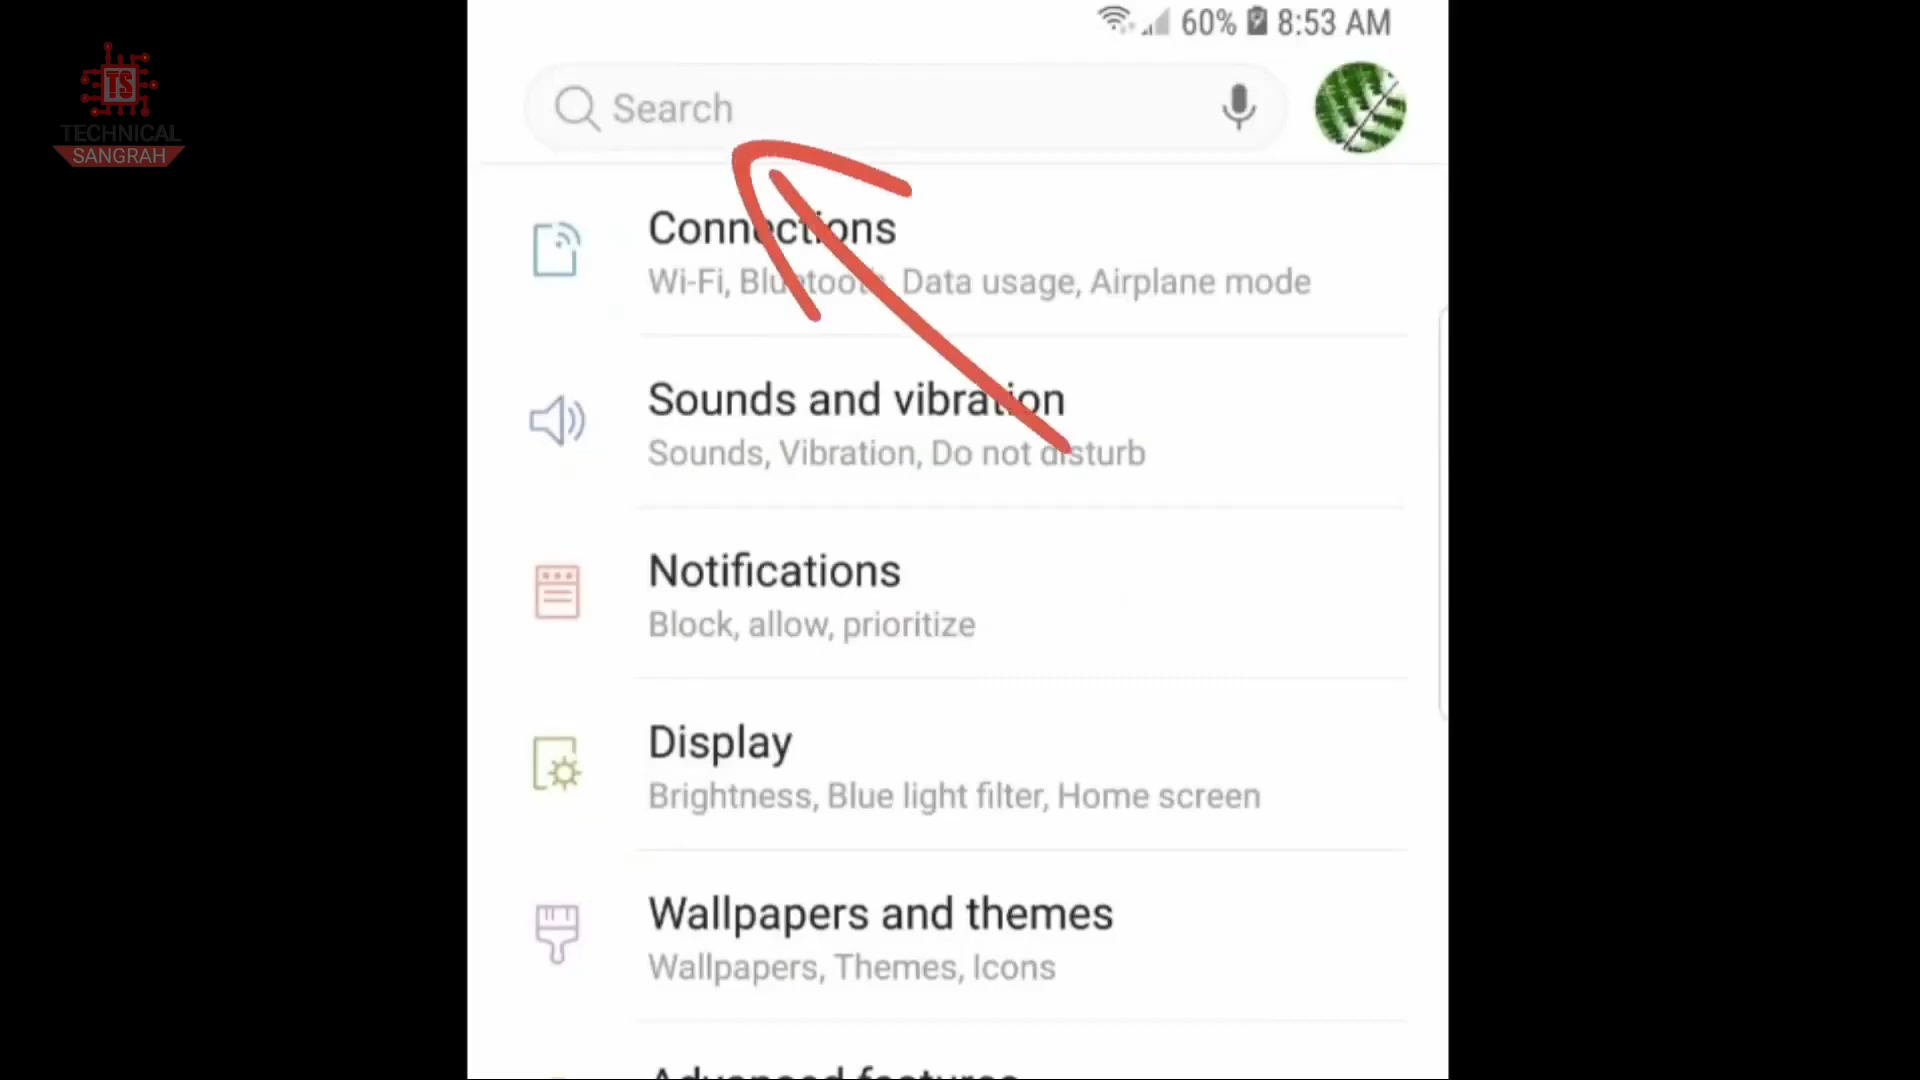 60% 8:53 AM
TS
TECHNICAL
SANGRAH
Search
Connections
Wi-Fi, Bluetooth, Data usage, Airplane mode
Sounds and vibration
Sounds, Vibration, Do not disturb
Notifications
Block, allow, prioritize
Display
Brightness, Blue light filter, Home screen
Wallpapers and themes
Wallpapers, Themes, Icons
Advanced features